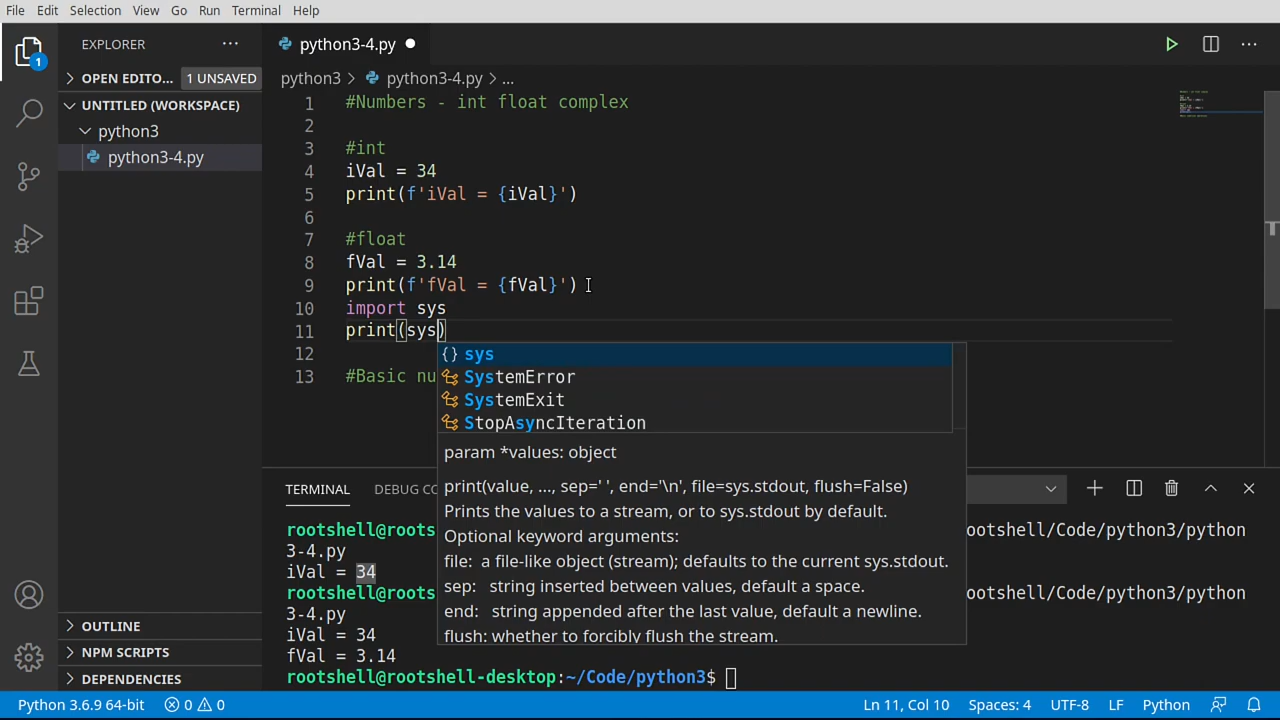 File Edit Selection View Go Run Terminal Help
EXPLORER
python3-4.py
OPEN EDITO... 1 UNSAVED
python3 > python3-4.py > ...
UNTITLED (WORKSPACE)
python3
python3-4.py
1 #Numbers - int float complex
2
3 #int
4 iVal = 34
5 print(f'iVal = {iVal}')
6
7 #float
8 fVal = 3.14
9 print(f'fVal = {fVal}')
10 import sys
11 print(sys)
12
13 #Basic nu
{} sys
SystemError
SystemExit
StopAsyncIteration
param *values: object
print(value, ..., sep=' ', end='\n', file=sys.stdout, flush=False)
Prints the values to a stream, or to sys.stdout by default.
Optional keyword arguments:
file: a file-like object (stream); defaults to the current sys.stdout.
sep: string inserted between values, default a space.
end: string appended after the last value, default a newline.
flush: whether to forcibly flush the stream.
TERMINAL DEBUG CO
rootshell@roots ootshell/Code/python3/python
3-4.py
iVal = 34
rootshell@roots ootshell/Code/python3/python
3-4.py
iVal = 34
fVal = 3.14
rootshell@rootshell-desktop:~/Code/python3$
1
OUTLINE
NPM SCRIPTS
DEPENDENCIES
Python 3.6.9 64-bit 0 0 Ln 11, Col 10 Spaces: 4 UTF-8 LF Python